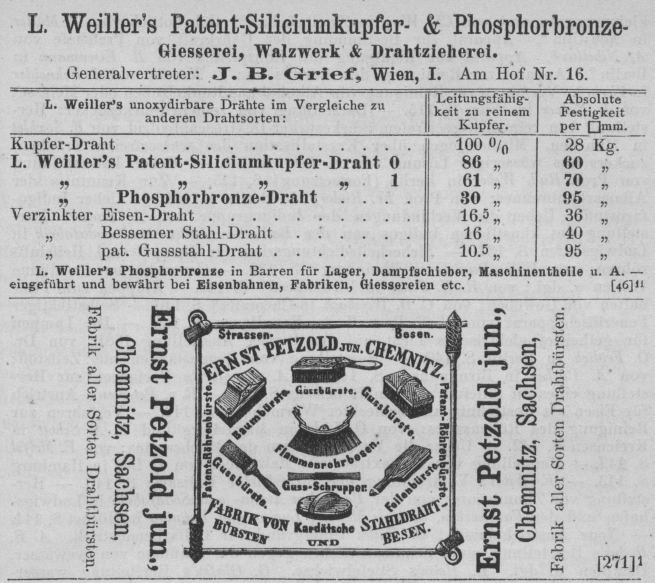 L. Weiller's Patent-Siliciumkupfer- & Phosphorbronze-
Giesserei, Walzwerk & Drahtzieherei.
Generalvertreter: J. B. Grief, Wien, I. Am Hof Nr. 16.
L. Weiller's unoxydirbare Drähte im Vergleiche zu
anderen Drahtsorten:
Leitungsfähig-
keit zu reinem
Kupfer.
Absolute
Festigkeit
per □mm.
Kupfer-Draht 100 % 28 Kg.
L. Weiller's Patent-Siliciumkupfer-Draht 0 86 „ 60 „
„ „ „ 1 61 „ 70 „
„ Phosphorbronze-Draht 30 „ 95 „
Verzinkter Eisen-Draht 16.5 „ 36 „
„ Bessemer Stahl-Draht 16 „ 40 „
„ pat. Gussstahl-Draht . . . 10.5 „ 95 „
L. Weiller's Phosphorbronze in Barren für Lager, Dampfschieber, Maschinentheile u. A. —
eingeführt und bewährt bei Eisenbahnen, Fabriken, Giessereien etc. [46]11
Ernst Petzold jun.,
Chemnitz, Sachsen,
Fabrik aller Sorten Drahtbürsten.
Strassen-Besen.
ERNST PETZOLD JUN. CHEMNITZ.
Patent-Röhrenbürste.
Gussbürste.
Baumbürste.
Gussbürste.
Flammenrohrbesen.
Patent-Röhrenbürste.
Gussbürste.
Guss-Schrupper.
Feilenbürste.
Kardätsche
FABRIK VON
BÜRSTEN
UND
STAHLDRAHT-
BESEN.
Ernst Petzold jun.,
Chemnitz, Sachsen
Fabrik aller Sorten Drahtbürsten.
[271]1